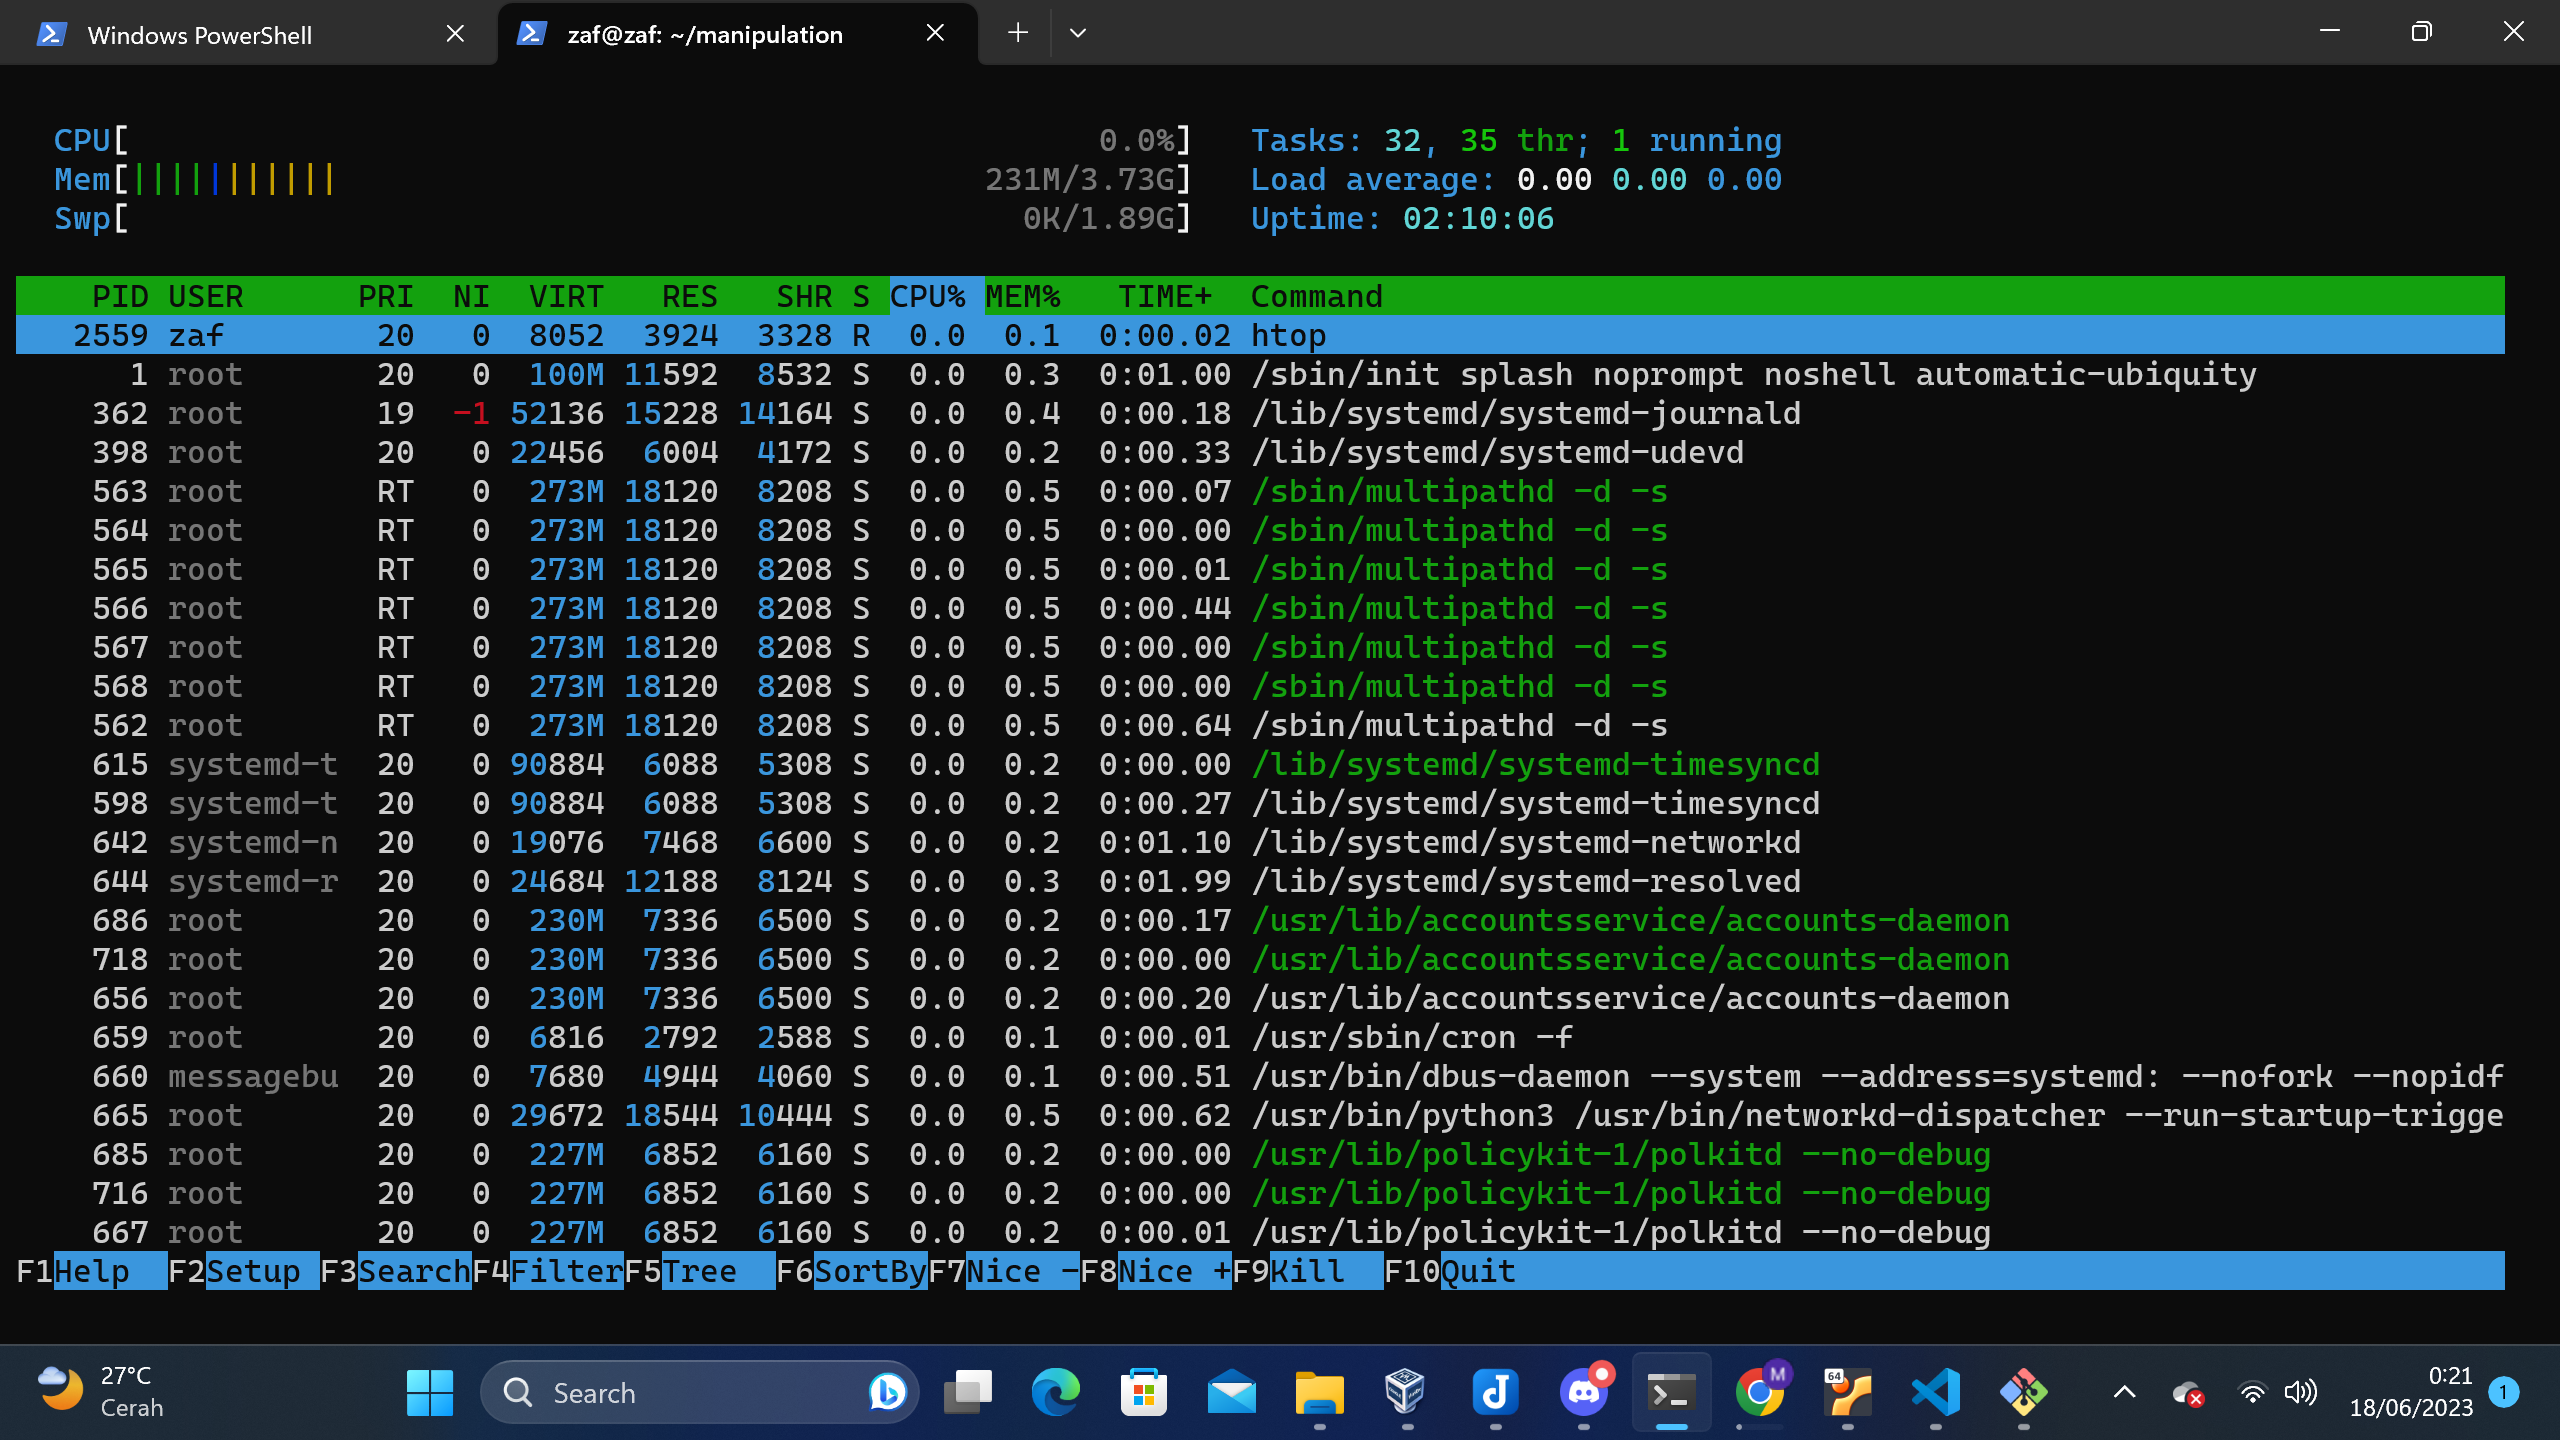 Windows PowerShell
zaf@zaf: ~/manipulation
CPU[ 0.0%] Tasks: 32, 35 thr; 1 running
Mem[||||||||||| 231M/3.73G] Load average: 0.00 0.00 0.00
Swp[ 0K/1.89G] Uptime: 02:10:06
PID USER PRI NI VIRT RES SHR S CPU% MEM% TIME+ Command
2559 zaf 20 0 8052 3924 3328 R 0.0 0.1 0:00.02 htop
1 root 20 0 100M 11592 8532 S 0.0 0.3 0:01.00 /sbin/init splash noprompt noshell automatic-ubiquity
362 root 19 -1 52136 15228 14164 S 0.0 0.4 0:00.18 /lib/systemd/systemd-journald
398 root 20 0 22456 6004 4172 S 0.0 0.2 0:00.33 /lib/systemd/systemd-udevd
563 root RT 0 273M 18120 8208 S 0.0 0.5 0:00.07 /sbin/multipathd -d -s
564 root RT 0 273M 18120 8208 S 0.0 0.5 0:00.00 /sbin/multipathd -d -s
565 root RT 0 273M 18120 8208 S 0.0 0.5 0:00.01 /sbin/multipathd -d -s
566 root RT 0 273M 18120 8208 S 0.0 0.5 0:00.44 /sbin/multipathd -d -s
567 root RT 0 273M 18120 8208 S 0.0 0.5 0:00.00 /sbin/multipathd -d -s
568 root RT 0 273M 18120 8208 S 0.0 0.5 0:00.00 /sbin/multipathd -d -s
562 root RT 0 273M 18120 8208 S 0.0 0.5 0:00.64 /sbin/multipathd -d -s
615 systemd-t 20 0 90884 6088 5308 S 0.0 0.2 0:00.00 /lib/systemd/systemd-timesyncd
598 systemd-t 20 0 90884 6088 5308 S 0.0 0.2 0:00.27 /lib/systemd/systemd-timesyncd
642 systemd-n 20 0 19076 7468 6600 S 0.0 0.2 0:01.10 /lib/systemd/systemd-networkd
644 systemd-r 20 0 24684 12188 8124 S 0.0 0.3 0:01.99 /lib/systemd/systemd-resolved
686 root 20 0 230M 7336 6500 S 0.0 0.2 0:00.17 /usr/lib/accountsservice/accounts-daemon
718 root 20 0 230M 7336 6500 S 0.0 0.2 0:00.00 /usr/lib/accountsservice/accounts-daemon
656 root 20 0 230M 7336 6500 S 0.0 0.2 0:00.20 /usr/lib/accountsservice/accounts-daemon
659 root 20 0 6816 2792 2588 S 0.0 0.1 0:00.01 /usr/sbin/cron -f
660 messagebu 20 0 7680 4944 4060 S 0.0 0.1 0:00.51 /usr/bin/dbus-daemon --system --address=systemd: --nofork --nopidf
665 root 20 0 29672 18544 10444 S 0.0 0.5 0:00.62 /usr/bin/python3 /usr/bin/networkd-dispatcher --run-startup-trigge
685 root 20 0 227M 6852 6160 S 0.0 0.2 0:00.00 /usr/lib/policykit-1/polkitd --no-debug
716 root 20 0 227M 6852 6160 S 0.0 0.2 0:00.00 /usr/lib/policykit-1/polkitd --no-debug
667 root 20 0 227M 6852 6160 S 0.0 0.2 0:00.01 /usr/lib/policykit-1/polkitd --no-debug
F1Help F2Setup F3SearchF4FilterF5Tree F6SortByF7Nice -F8Nice +F9Kill F10Quit
27°C
Cerah
Search
M
64
0:21
18/06/2023
1